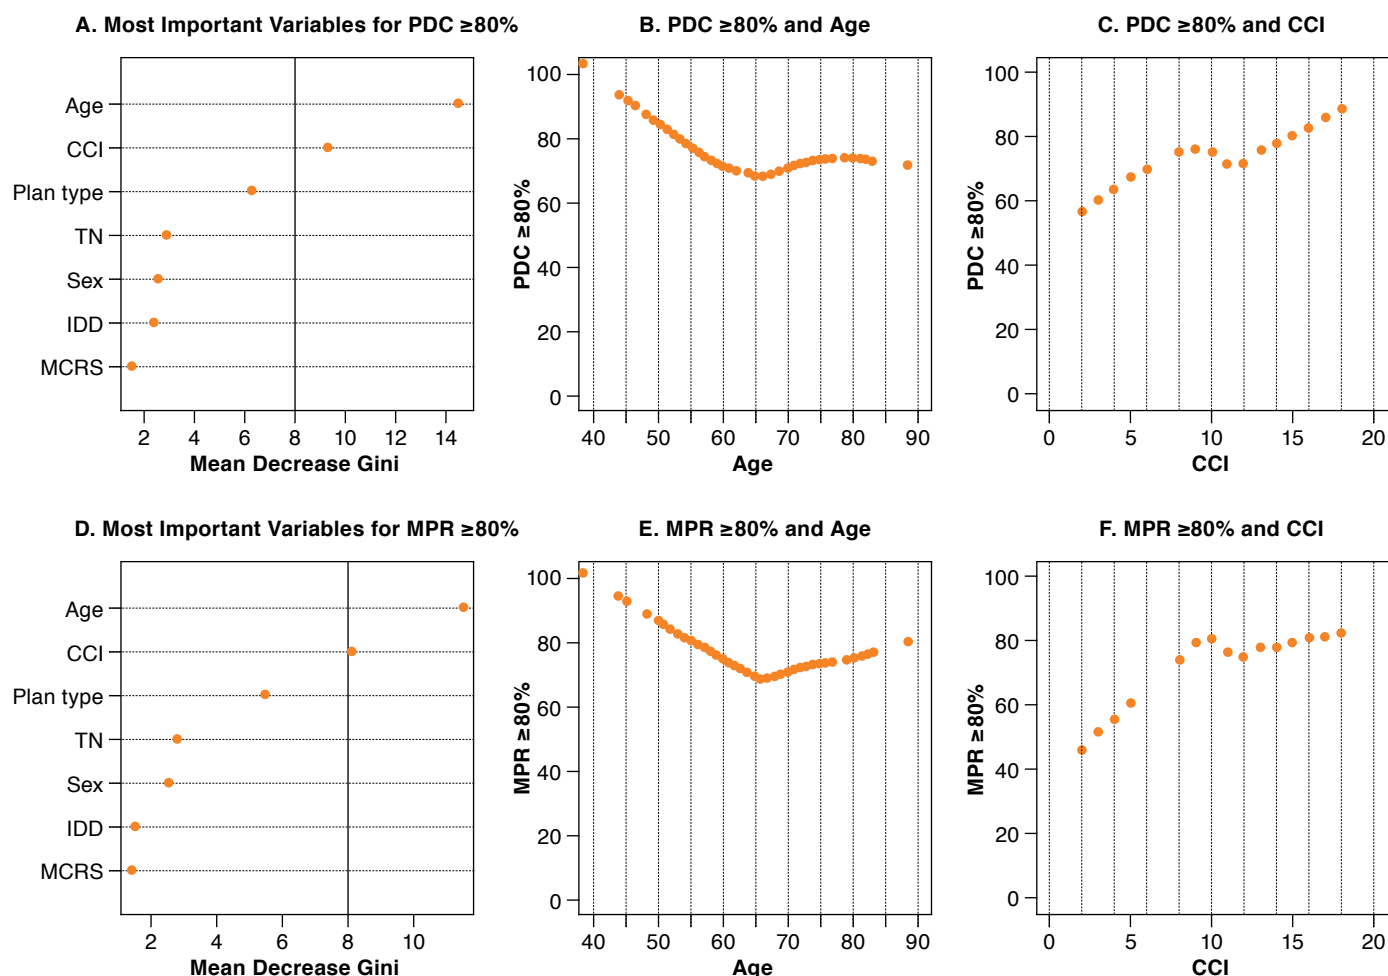 A. Most Important Variables for PDC ≥80%
Age
CCI
Plan type
TN
Sex
IDD
MCRS
2 4 6 8 10 12 14
Mean Decrease Gini
B. PDC ≥80% and Age
PDC ≥80%
100
80
60
40
20
0
40 50 60 70 80 90
Age
C. PDC ≥80% and CCI
PDC ≥80%
100
80
60
40
20
0
0 5 10 15 20
CCI
D. Most Important Variables for MPR ≥80%
Age
CCI
Plan type
TN
Sex
IDD
MCRS
2 4 6 8 10
Mean Decrease Gini
E. MPR ≥80% and Age
MPR ≥80%
100
80
60
40
20
0
40 50 60 70 80 90
Age
F. MPR ≥80% and CCI
MPR ≥80%
100
80
60
40
20
0
0 5 10 15 20
CCI